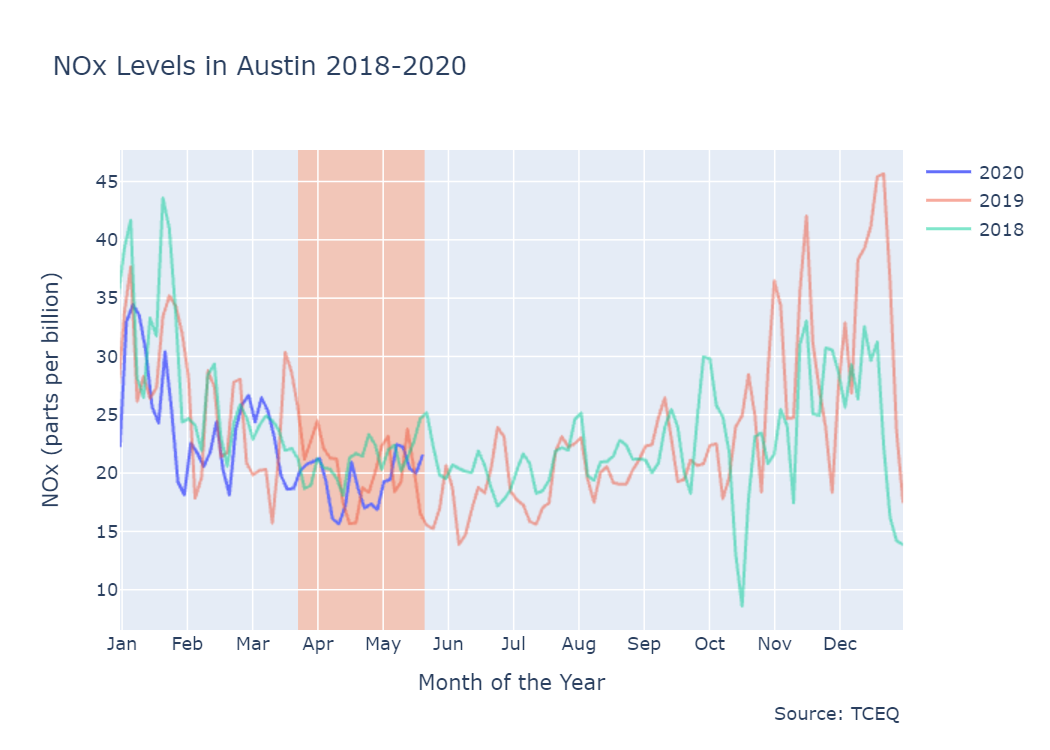 NOx Levels in Austin 2018-2020
NOx (parts per billion)
45
40
35
30
25
20
15
10
Jan Feb Mar Apr May Jun Jul Aug Sep Oct Nov Dec
Month of the Year
2020
2019
2018
Source: TCEQ